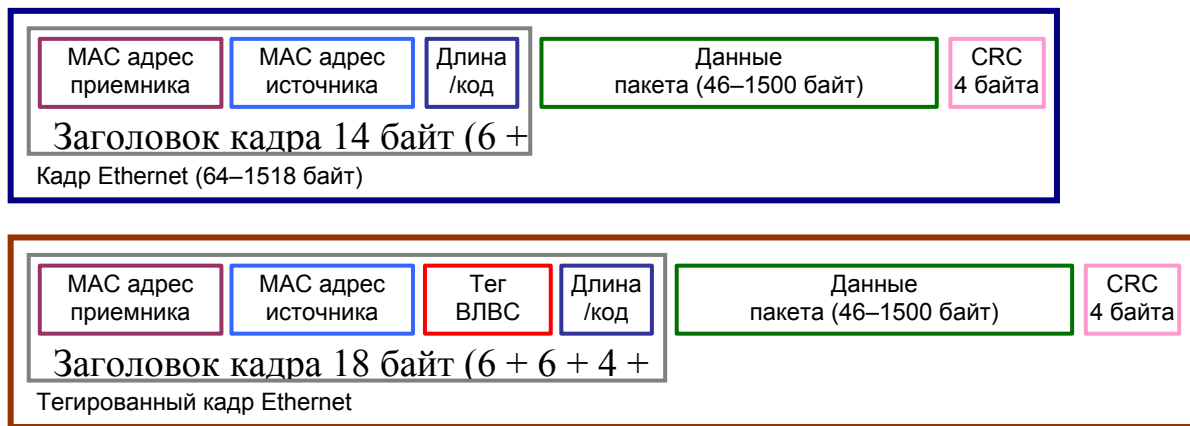 MAC адрес приемника
MAC адрес источника
Длина /код
Данные пакета (46–1500 байт)
CRC 4 байта
Заголовок кадра 14 байт (6 +
Кадр Ethernet (64–1518 байт)
MAC адрес приемника
MAC адрес источника
Тег ВЛВС
Длина /код
Данные пакета (46–1500 байт)
CRC 4 байта
Заголовок кадра 18 байт (6 + 6 + 4 +
Тегированный кадр Ethernet